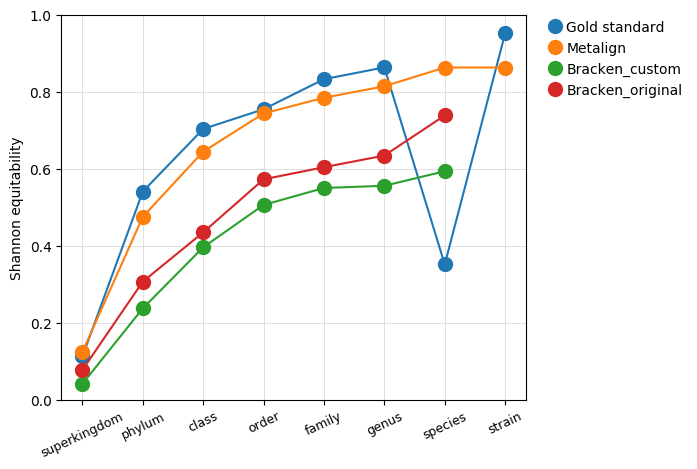 1.0
0.8
0.6
0.4
0.2
0.0
Shannon equitability
superkingdom
phylum
class
order
family
genus
species
strain
Gold standard
Metalign
Bracken_custom
Bracken_original